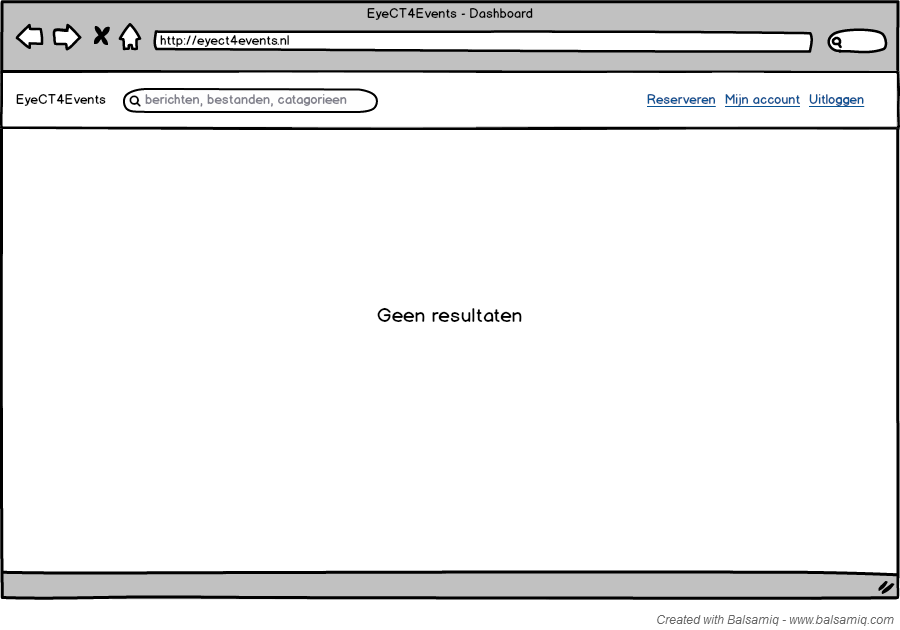 EyeCT4Events - Dashboard
http://eyect4events.nl
EyeCT4Events berichten, bestanden, catagorieen Reserveren Mijn account Uitloggen
Geen resultaten
Created with Balsamiq - www.balsamiq.com